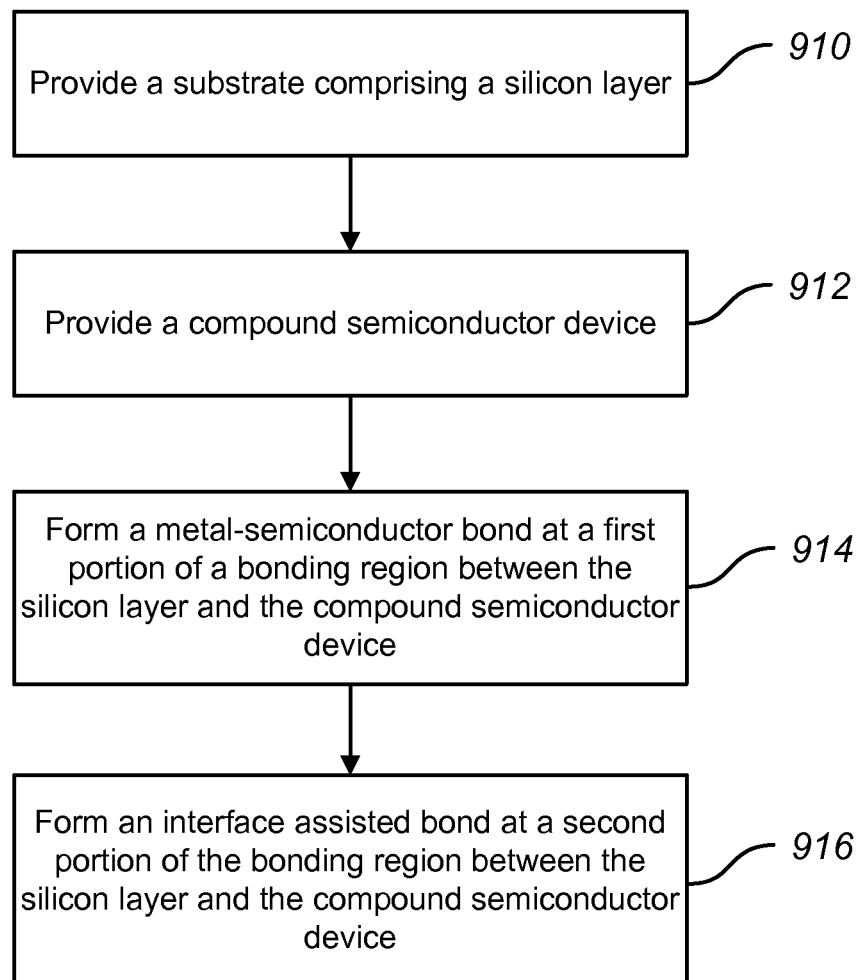 Provide a substrate comprising a silicon layer
910
Provide a compound semiconductor device
912
Form a metal-semiconductor bond at a first
portion of a bonding region between the
silicon layer and the compound semiconductor
device
914
Form an interface assisted bond at a second
portion of the bonding region between the
silicon layer and the compound semiconductor
device
916